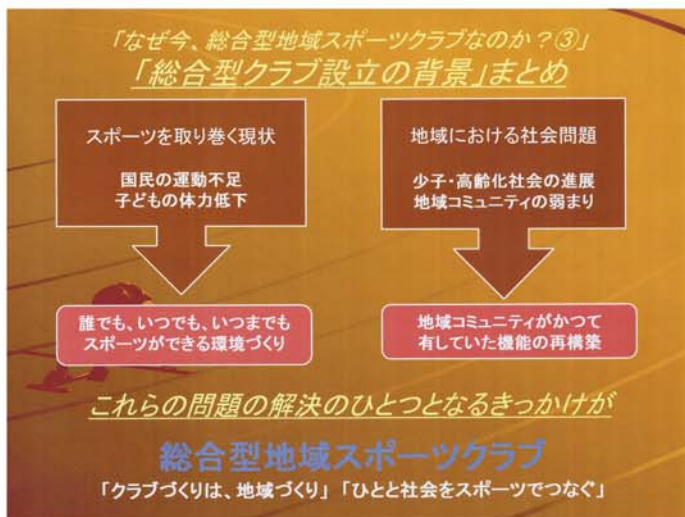 「なぜ今、総合型地域スポーツクラブなのか？③」
「総合型クラブ設立の背景」まとめ
スポーツを取り巻く現状
国民の運動不足
子どもの体力低下
地域における社会問題
少子・高齢化社会の進展
地域コミュニティの弱まり
誰でも、いつでも、いつまでも
スポーツができる環境づくり
地域コミュニティがかつて
有していた機能の再構築
これらの問題の解決のひとつとなるきっかけが
総合型地域スポーツクラブ
「クラブづくりは、地域づくり」「ひとと社会をスポーツでつなぐ」